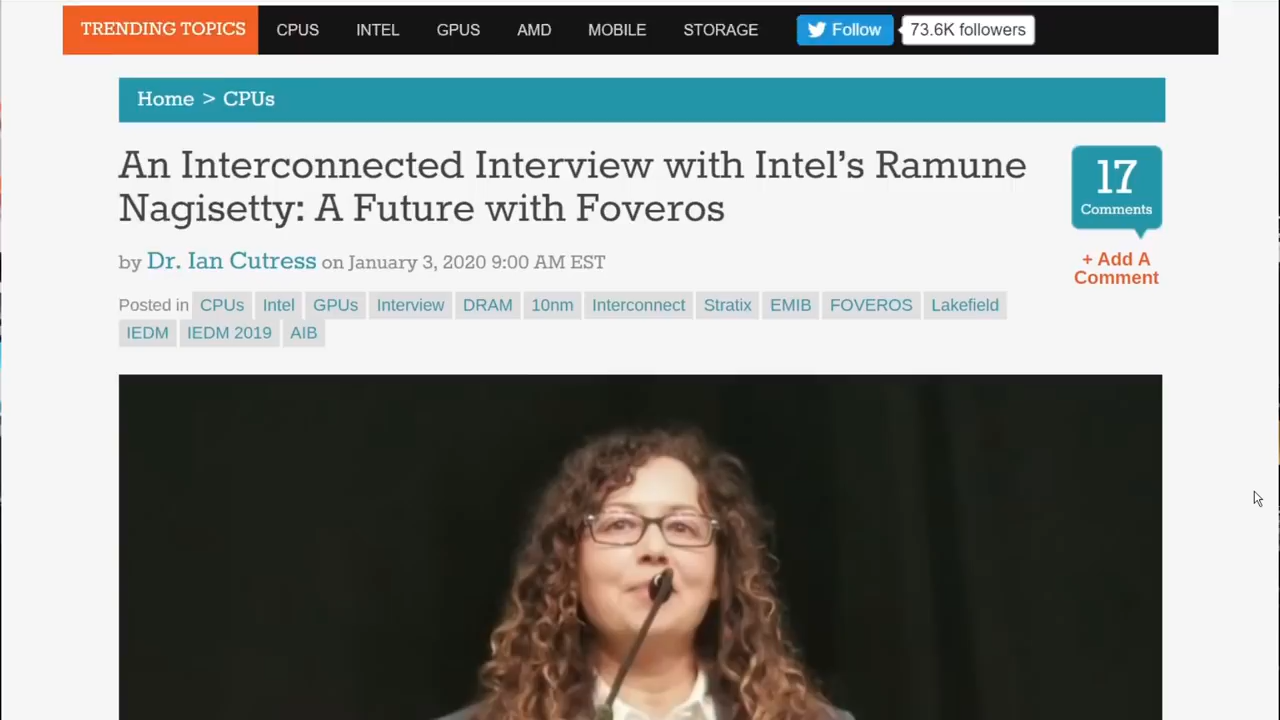 TRENDING TOPICS CPUS INTEL GPUS AMD MOBILE STORAGE Follow 73.6K followers
Home > CPUs
An Interconnected Interview with Intel’s Ramune
Nagisetty: A Future with Foveros
17
Comments
+ Add A
Comment
by Dr. Ian Cutress on January 3, 2020 9:00 AM EST
Posted in CPUs Intel GPUs Interview DRAM 10nm Interconnect Stratix EMIB FOVEROS Lakefield
IEDM IEDM 2019 AIB